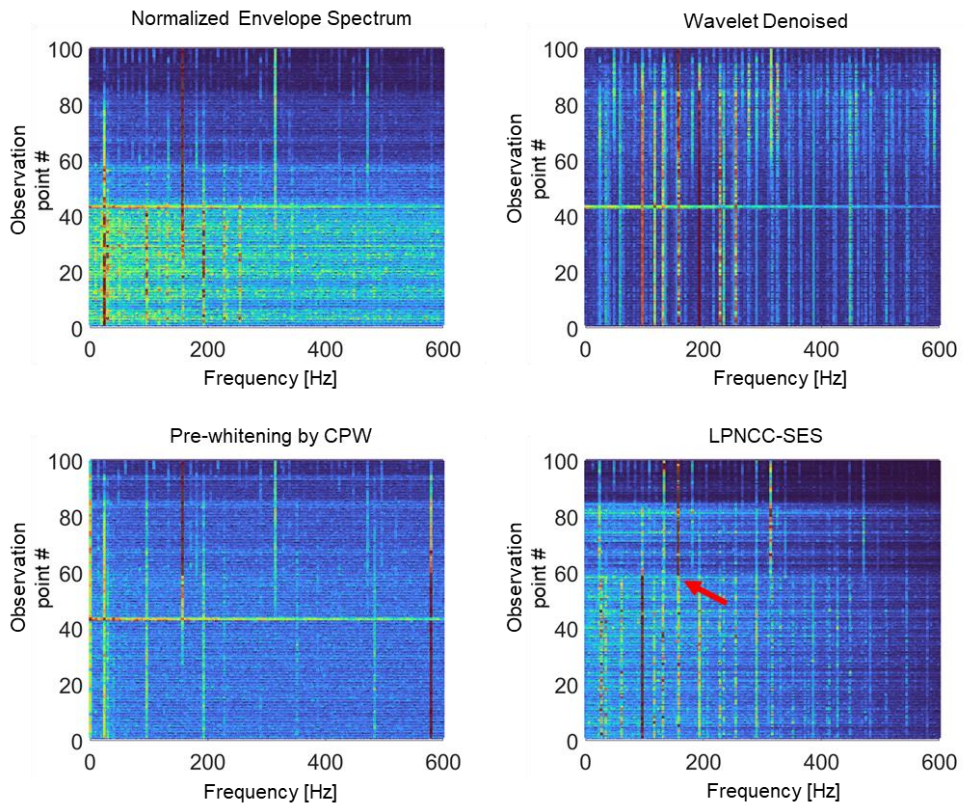 Normalized Envelope Spectrum
100
80
60
40
20
0
Observation
point #
0 200 400 600
Frequency [Hz]
Wavelet Denoised
100
80
60
40
20
0
Observation
point #
0 200 400 600
Frequency [Hz]
Pre-whitening by CPW
100
80
60
40
20
0
Observation
point #
0 200 400 600
Frequency [Hz]
LPNCC-SES
100
80
60
40
20
0
Observation
point #
0 200 400 600
Frequency [Hz]